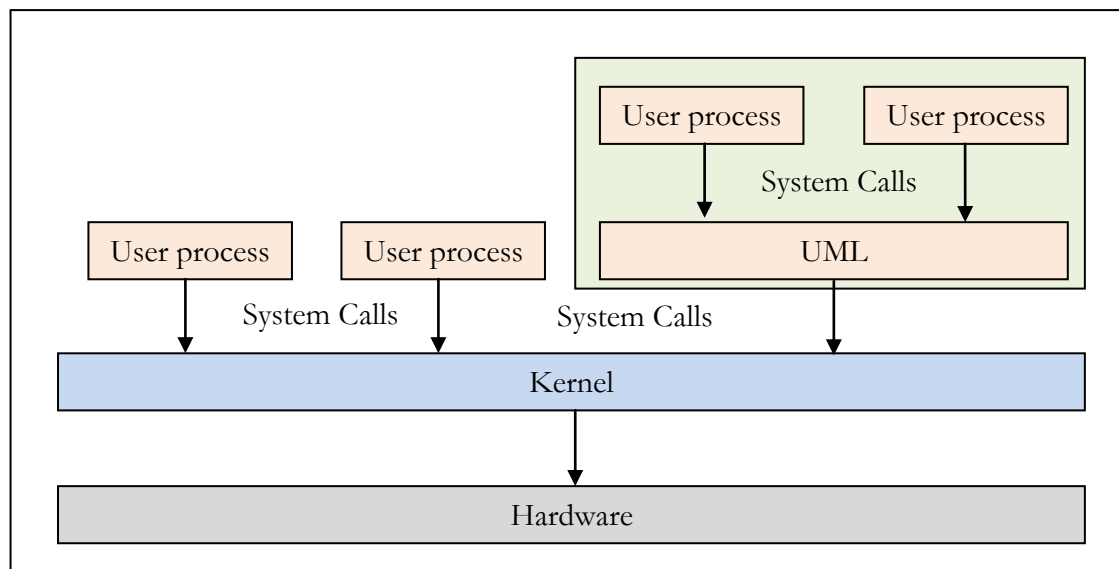 User process
User process
System Calls
User process
User process
UML
System Calls
System Calls
Kernel
Hardware